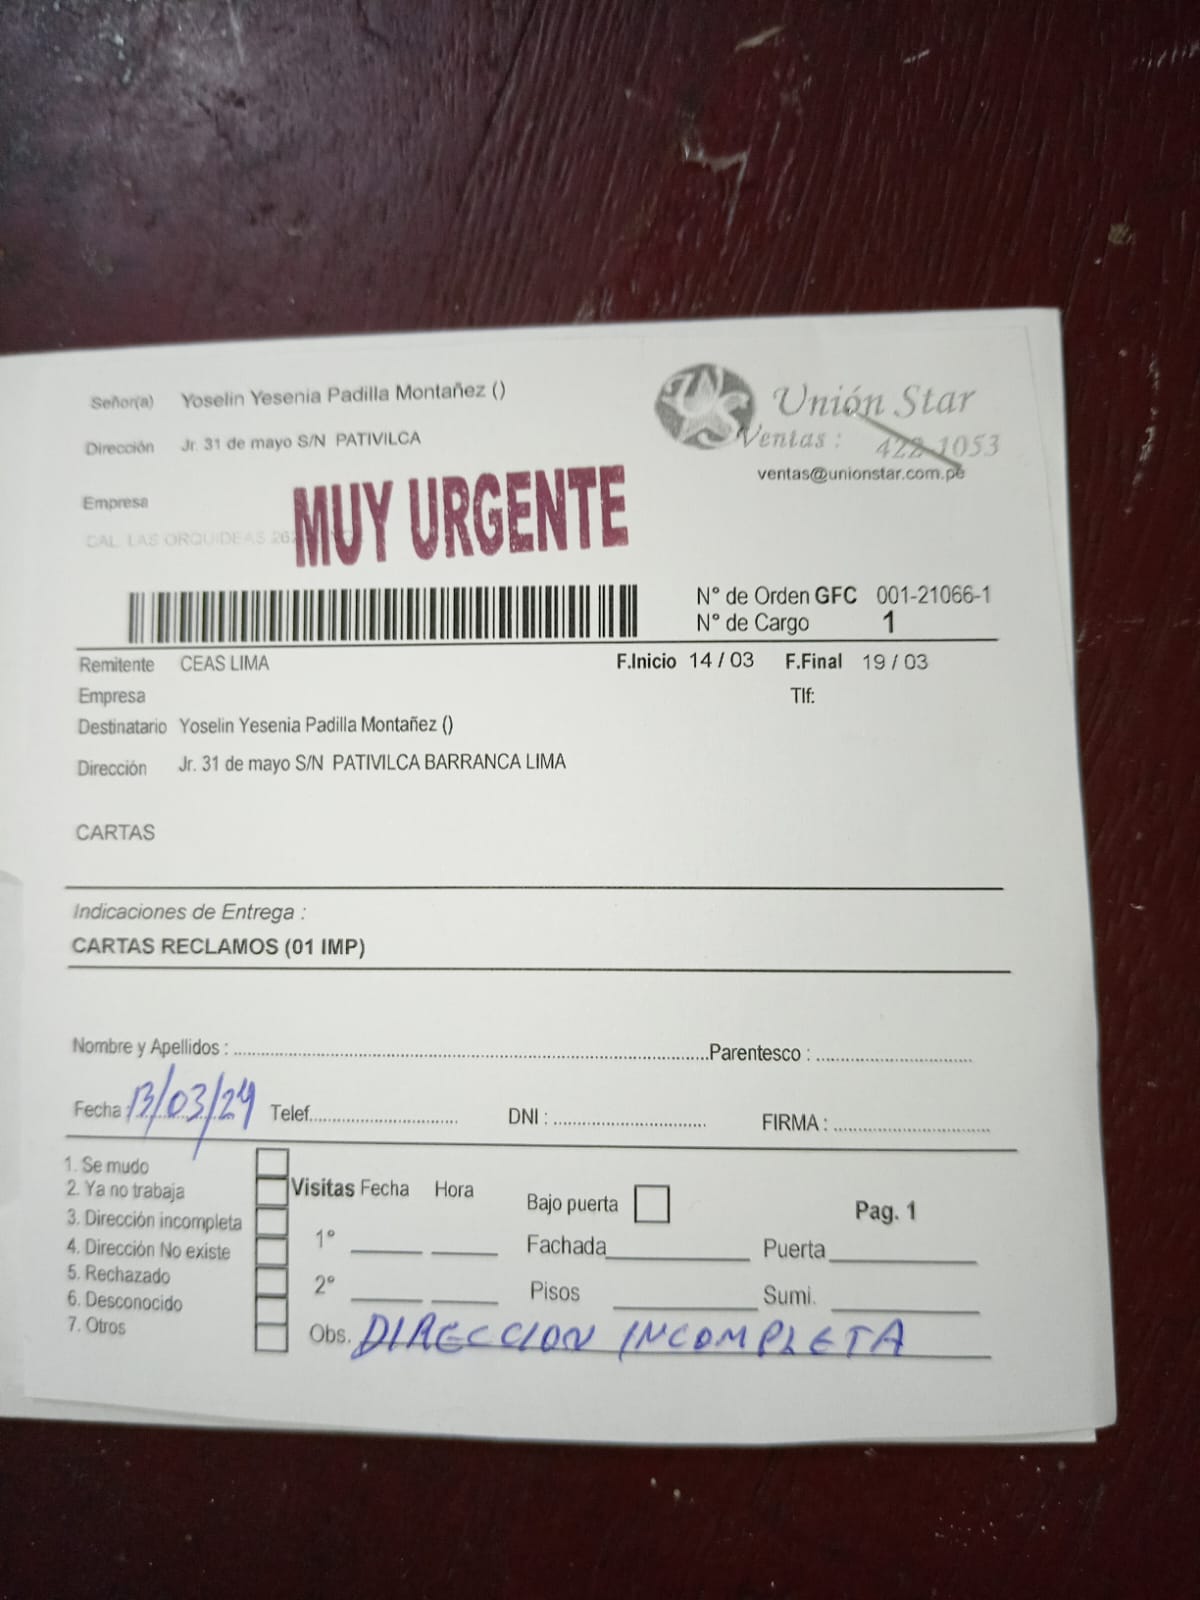 Señor(a) Yoselin Yesenia Padilla Montañez ()
Dirección Jr. 31 de mayo S/N PATIVILCA
Unión Star
Ventas : 422-1053
ventas@unionstar.com.pe
Empresa
MUY URGENTE
CAL. LAS ORQUIDEAS
N° de Orden GFC 001-21066-1
N° de Cargo 1
Remitente CEAS LIMA F.Inicio 14 / 03 F.Final 19 / 03
Empresa Tlf:
Destinatario Yoselin Yesenia Padilla Montañez ()
Dirección Jr. 31 de mayo S/N PATIVILCA BARRANCA LIMA
CARTAS
Indicaciones de Entrega :
CARTAS RECLAMOS (01 IMP)
Nombre y Apellidos : Parentesco :
Fecha : 13/03/24 Telef. DNI : FIRMA :
1. Se mudo
2. Ya no trabaja
3. Dirección incompleta
4. Dirección No existe
5. Rechazado
6. Desconocido
7. Otros
Visitas Fecha Hora Bajo puerta Pag. 1
1° Fachada Puerta
2° Pisos Sumi.
Obs. DIRECCION INCOMPLETA